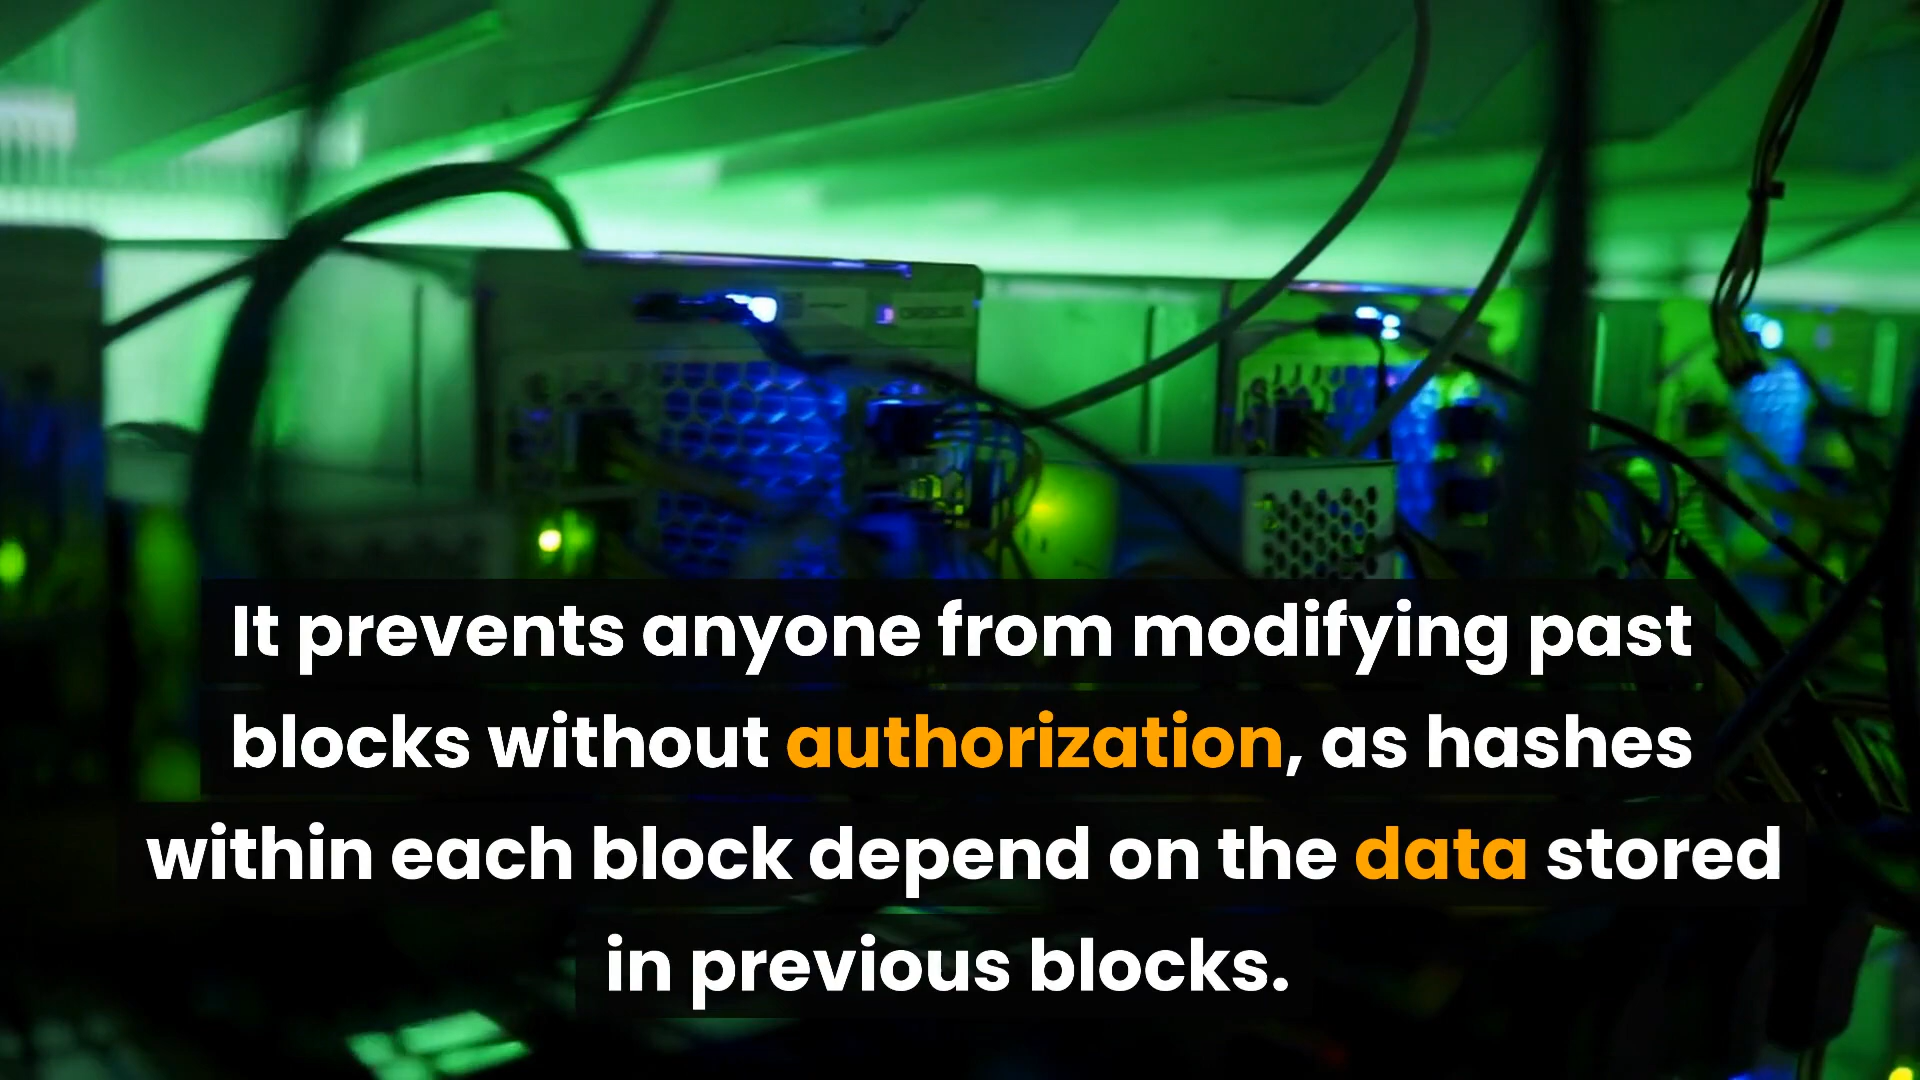 It prevents anyone from modifying past
blocks without authorization, as hashes
within each block depend on the data stored
in previous blocks.